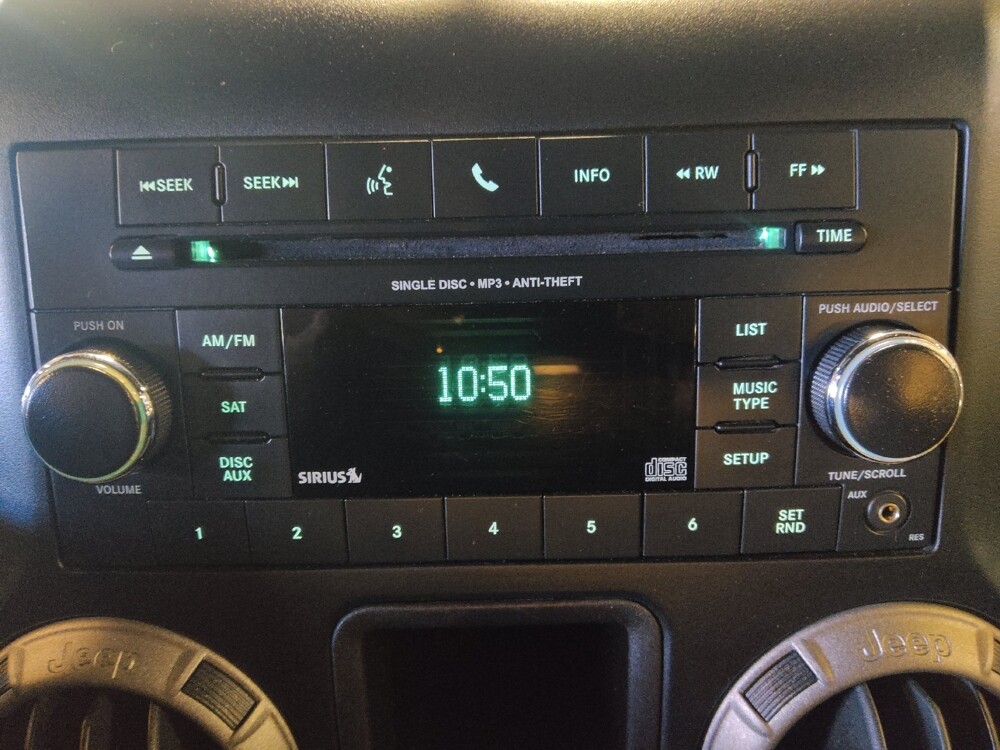 SEEK
SEEK
INFO
RW
FF
TIME
SINGLE DISC • MP3 • ANTI-THEFT
PUSH ON
PUSH AUDIO/SELECT
AM/FM
LIST
10:50
SAT
MUSIC
TYPE
DISC
AUX
SETUP
SIRIUS
COMPACT
disc
DIGITAL AUDIO
VOLUME
TUNE/SCROLL
1
2
3
4
5
6
SET
RND
AUX
RES
Jeep
Jeep